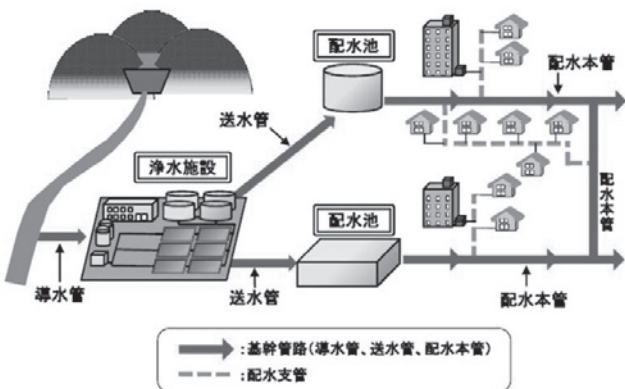 配水池
配水本管
送水管
浄水施設
配水池
配水本管
導水管
送水管
配水本管
:基幹管路(導水管、送水管、配水本管)
:配水支管